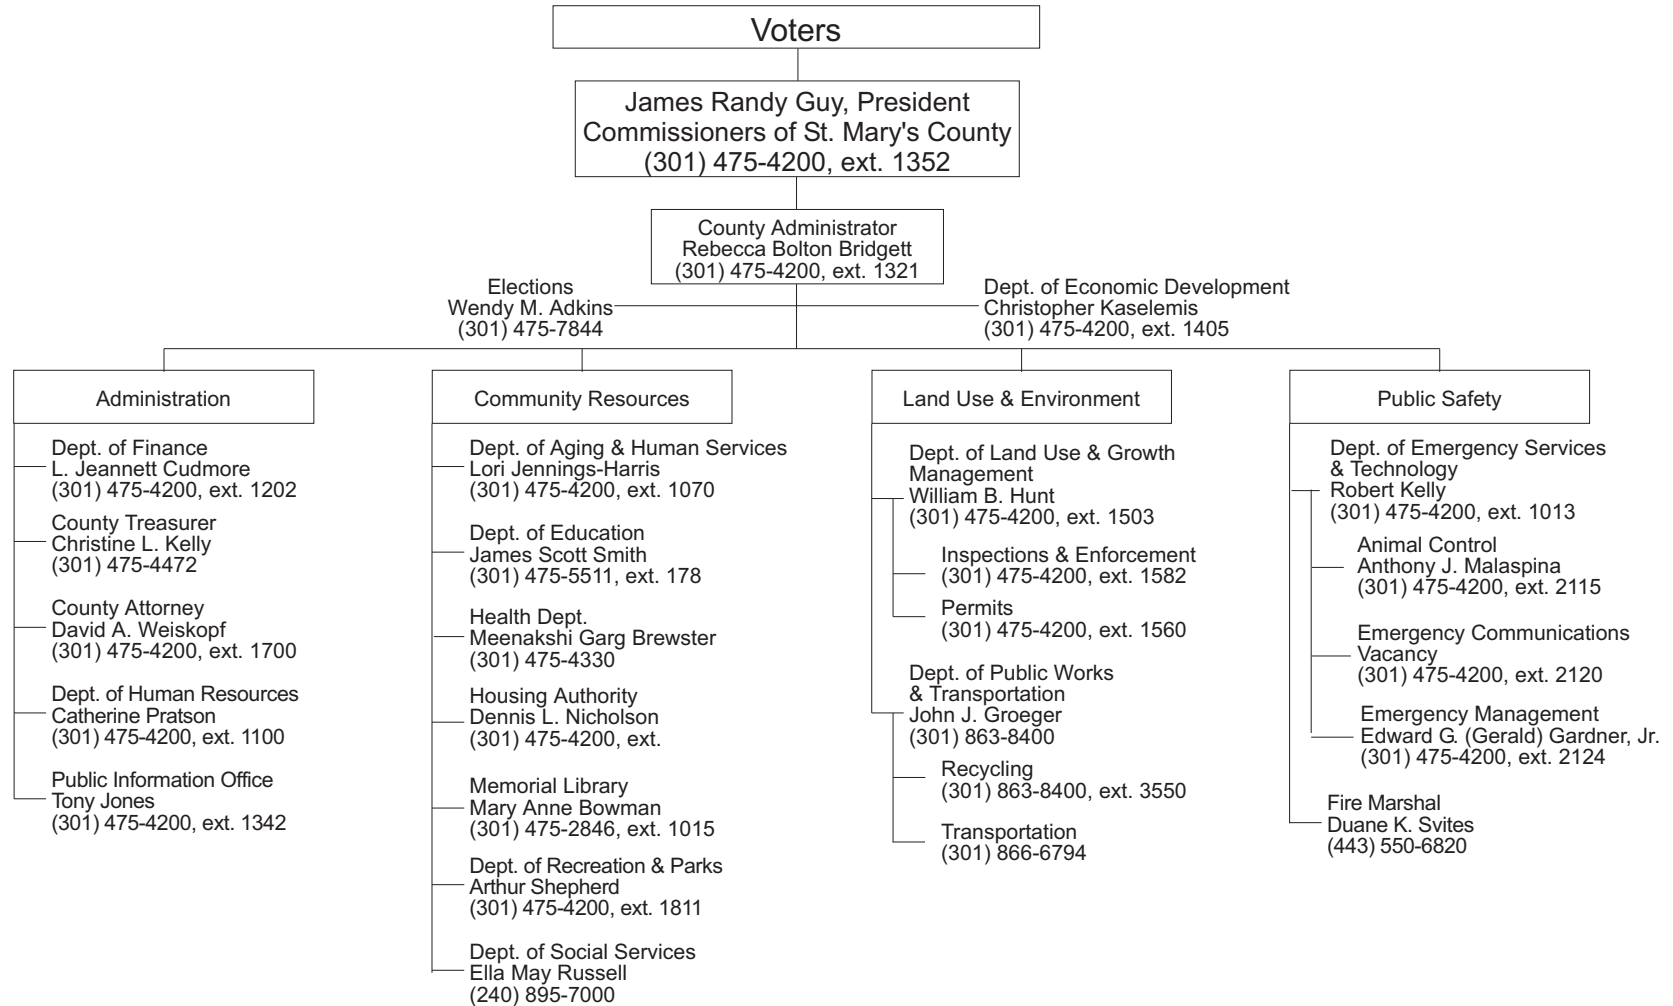 Voters
James Randy Guy, President
Commissioners of St. Mary's County
(301) 475-4200, ext. 1352
County Administrator
Rebecca Bolton Bridgett
(301) 475-4200, ext. 1321
Elections
Wendy M. Adkins
(301) 475-7844
Dept. of Economic Development
Christopher Kaselemis
(301) 475-4200, ext. 1405
Administration
Dept. of Finance
L. Jeannett Cudmore
(301) 475-4200, ext. 1202
County Treasurer
Christine L. Kelly
(301) 475-4472
County Attorney
David A. Weiskopf
(301) 475-4200, ext. 1700
Dept. of Human Resources
Catherine Pratson
(301) 475-4200, ext. 1100
Public Information Office
Tony Jones
(301) 475-4200, ext. 1342
Community Resources
Dept. of Aging & Human Services
Lori Jennings-Harris
(301) 475-4200, ext. 1070
Dept. of Education
James Scott Smith
(301) 475-5511, ext. 178
Health Dept.
Meenakshi Garg Brewster
(301) 475-4330
Housing Authority
Dennis L. Nicholson
(301) 475-4200, ext.
Memorial Library
Mary Anne Bowman
(301) 475-2846, ext. 1015
Dept. of Recreation & Parks
Arthur Shepherd
(301) 475-4200, ext. 1811
Dept. of Social Services
Ella May Russell
(240) 895-7000
Land Use & Environment
Dept. of Land Use & Growth
Management
William B. Hunt
(301) 475-4200, ext. 1503
Inspections & Enforcement
(301) 475-4200, ext. 1582
Permits
(301) 475-4200, ext. 1560
Dept. of Public Works
& Transportation
John J. Groeger
(301) 863-8400
Recycling
(301) 863-8400, ext. 3550
Transportation
(301) 866-6794
Public Safety
Dept. of Emergency Services
& Technology
Robert Kelly
(301) 475-4200, ext. 1013
Animal Control
Anthony J. Malaspina
(301) 475-4200, ext. 2115
Emergency Communications
Vacancy
(301) 475-4200, ext. 2120
Emergency Management
Edward G. (Gerald) Gardner, Jr.
(301) 475-4200, ext. 2124
Fire Marshal
Duane K. Svites
(443) 550-6820